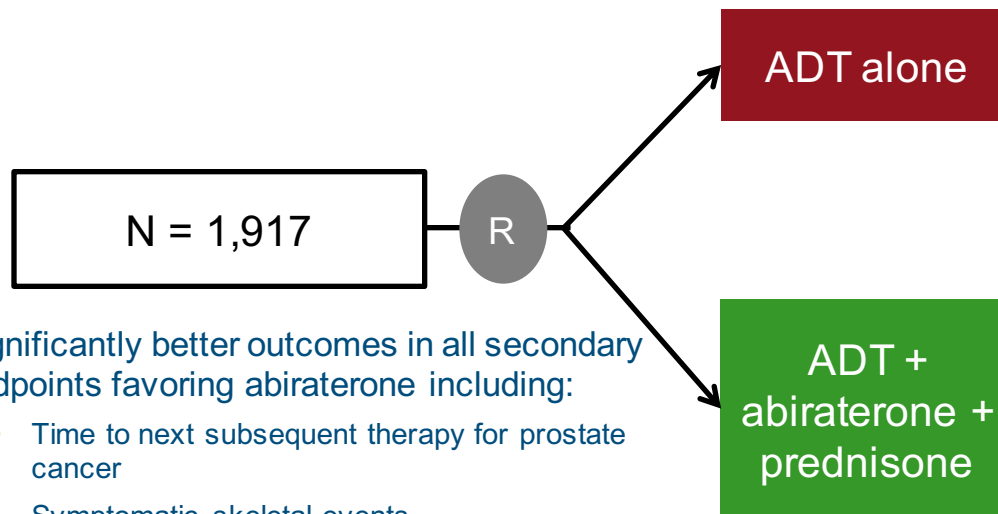 ADT alone
N = 1,917
R
gnificantly better outcomes in all secondary
dpoints favoring abiraterone including:
Time to next subsequent therapy for prostate
cancer
ADT +
abiraterone +
prednisone